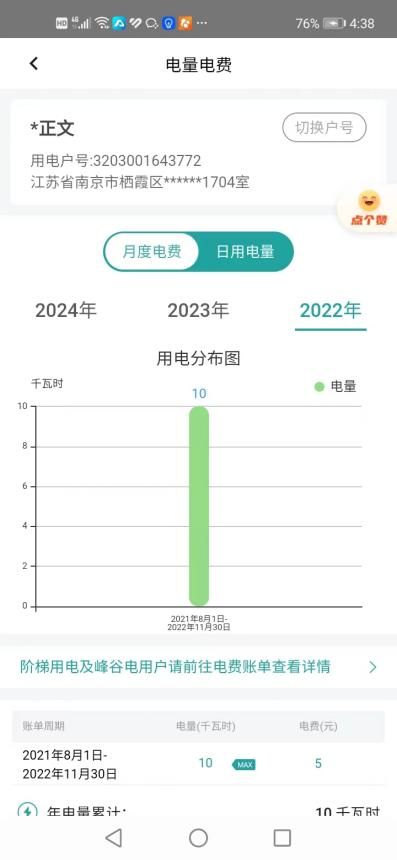 HD 4G 76% 4:38
电量电费
*正文
切换户号
用电户号:3203001643772
江苏省南京市栖霞区******1704室
点个赞
月度电费 日用电量
2024年 2023年 2022年
用电分布图
千瓦时
电量
10
10
8
6
4
2
0
2021年8月1日-
2022年11月30日
阶梯用电及峰谷电用户请前往电费账单查看详情
账单周期 电量(千瓦时) 电费(元)
2021年8月1日-
2022年11月30日
10 MAX 5
年电量累计: 10 千瓦时